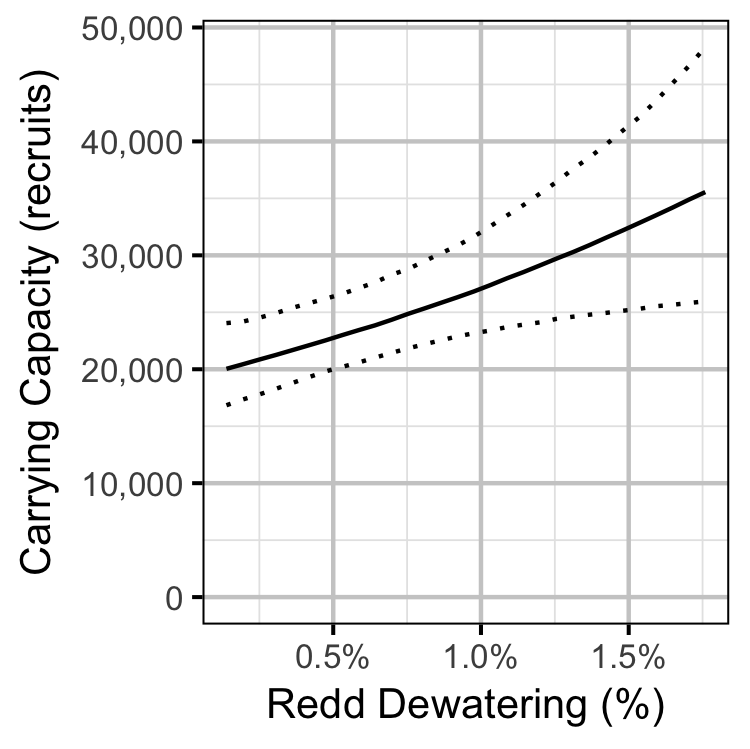 50,000
40,000
30,000
20,000
10,000
0
Carrying Capacity (recruits)
0.5% 1.0% 1.5%
Redd Dewatering (%)